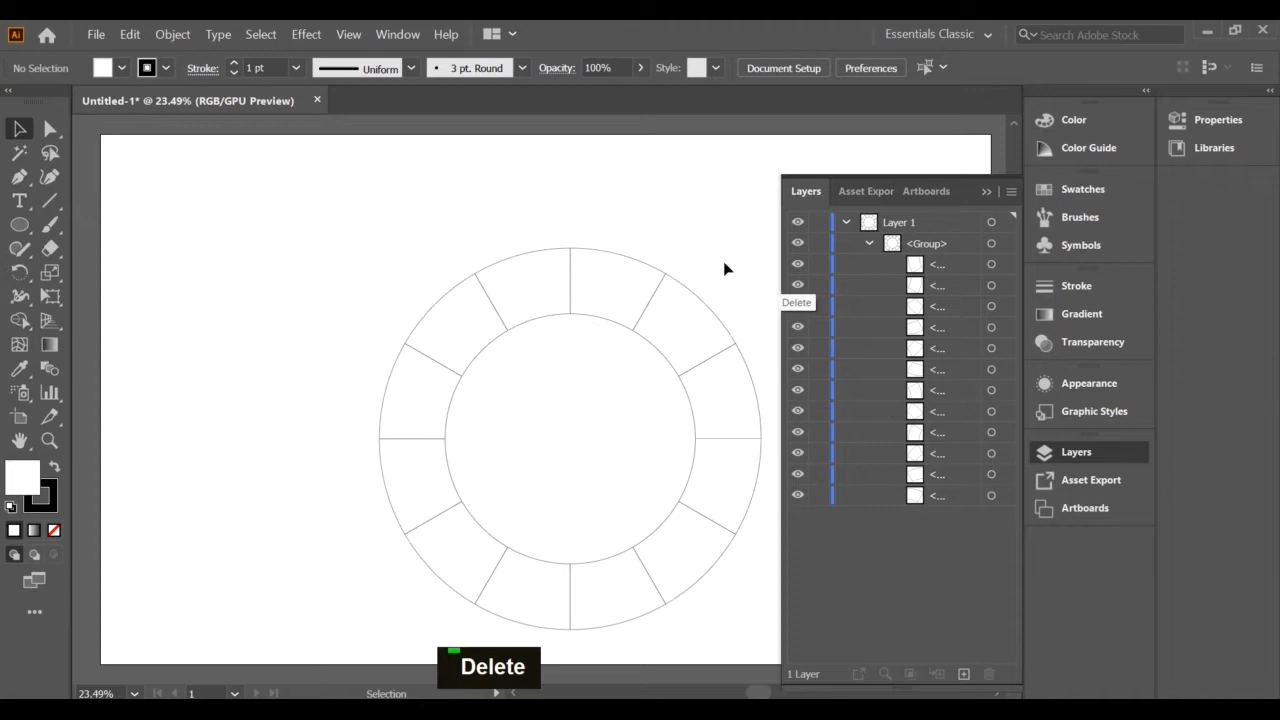 Ai File Edit Object Type Select Effect View Window Help Essentials Classic Search Adobe Stock
No Selection Stroke: 1 pt Uniform 3 pt. Round Opacity: 100% Style: Document Setup Preferences
Untitled-1* @ 23.49% (RGB/GPU Preview)
Layers Asset Expor Artboards
Layer 1
<Group>
<...
<...
<...
<...
<...
<...
<...
<...
<...
<...
<...
<...
Delete
1 Layer
Color
Color Guide
Swatches
Brushes
Symbols
Stroke
Gradient
Transparency
Appearance
Graphic Styles
Layers
Asset Export
Artboards
Properties
Libraries
Delete
23.49% 1 Selection